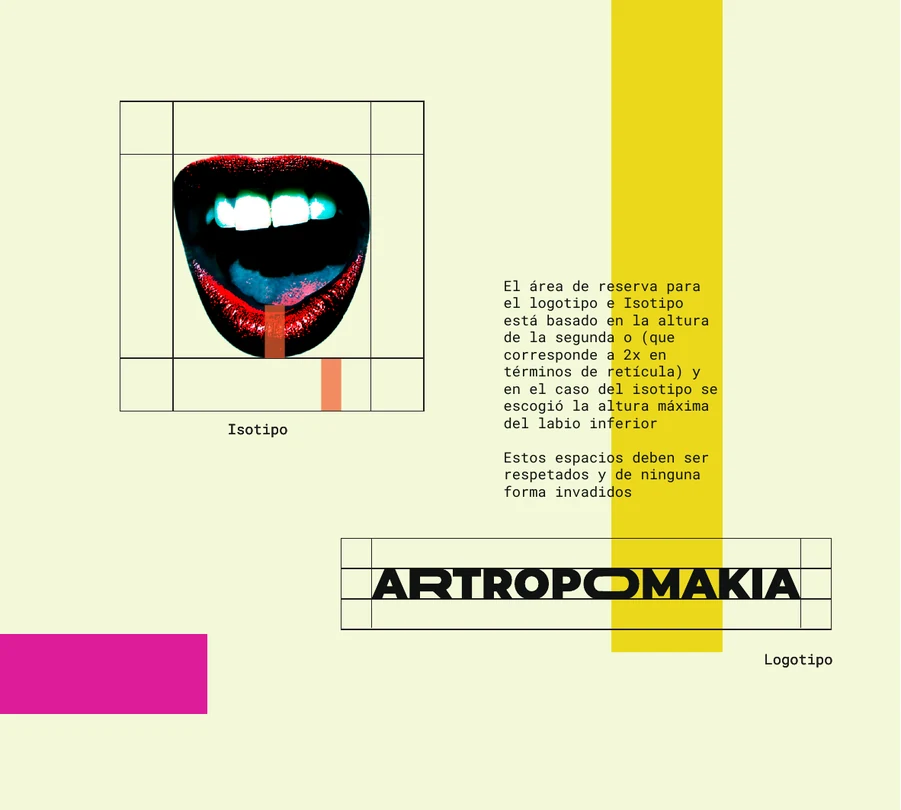 El área de reserva para
el logotipo e Isotipo
está basado en la altura
de la segunda o (que
corresponde a 2x en
términos de retícula) y
en el caso del isotipo se
escogió la altura máxima
del labio inferior
Estos espacios deben ser
respetados y de ninguna
forma invadidos
Isotipo
ARTROPOMAKIA
Logotipo